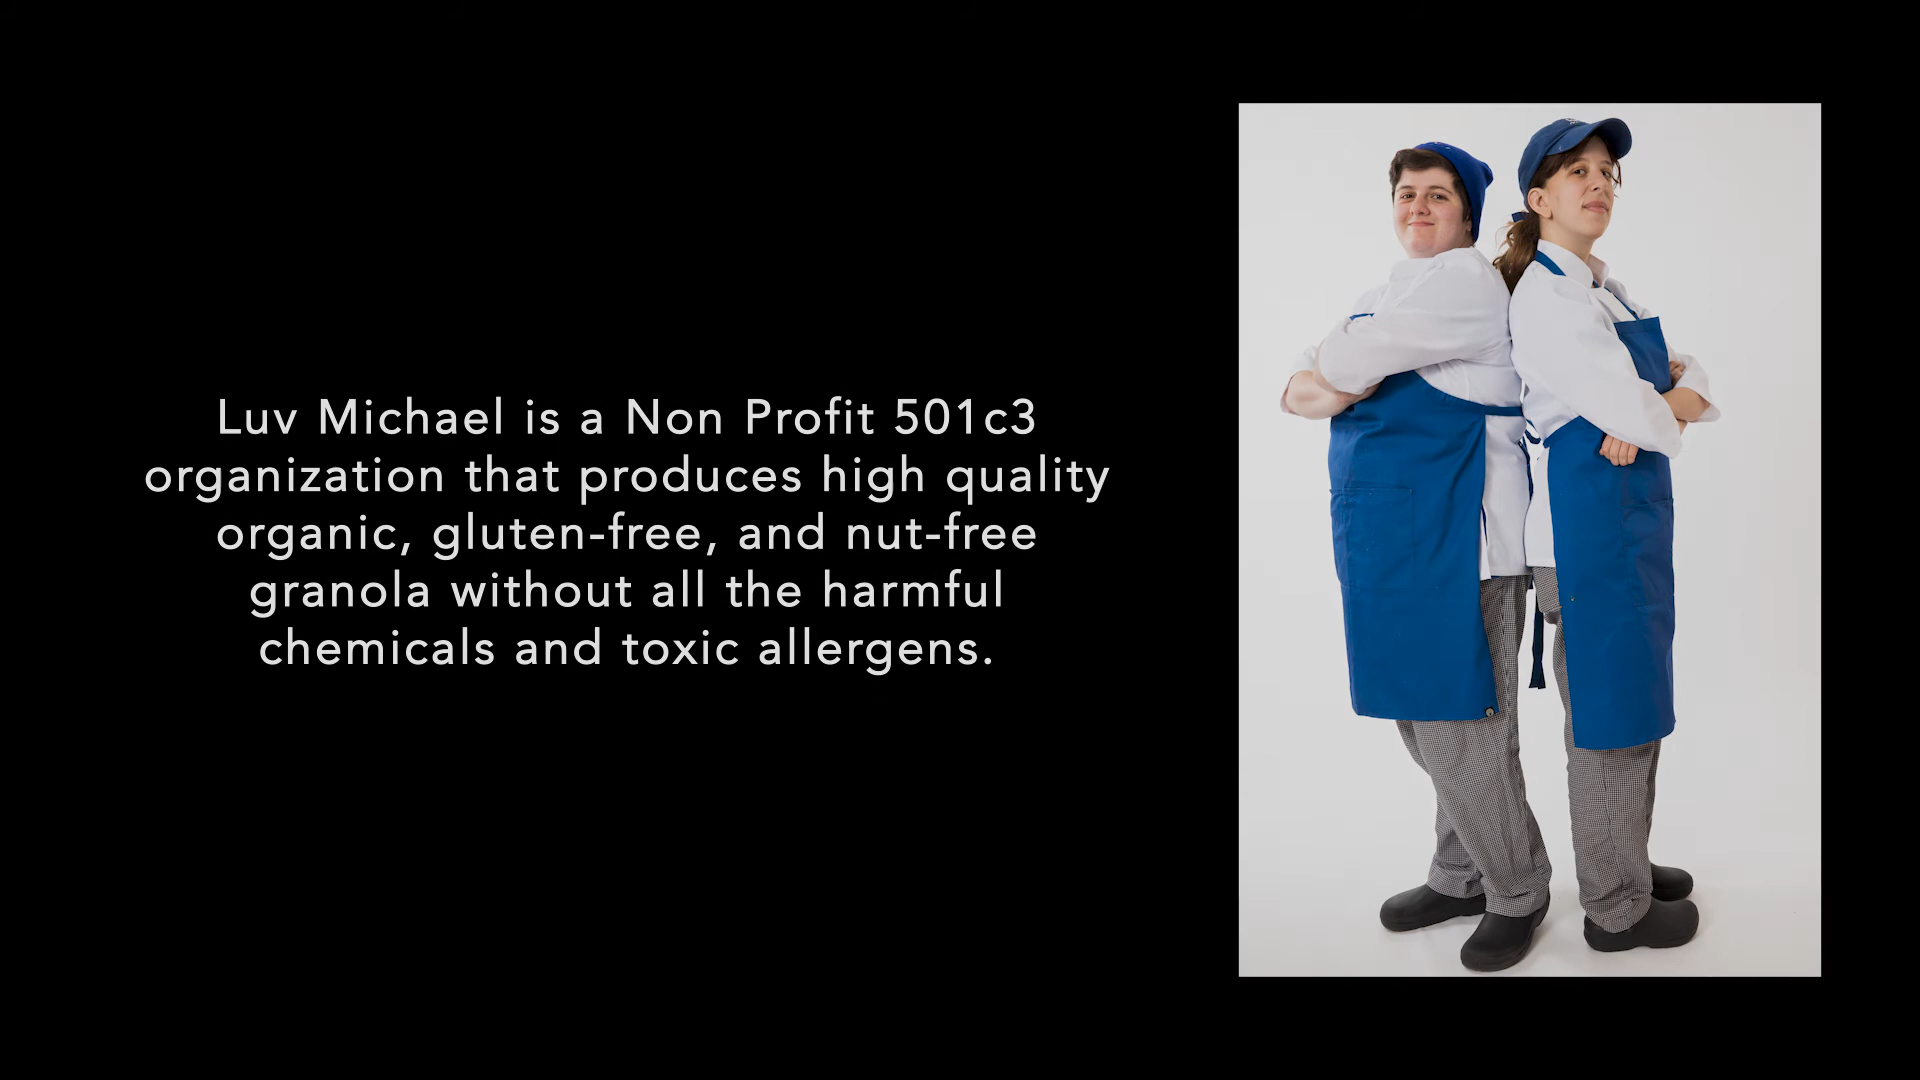 Luv Michael is a Non Profit 501c3
organization that produces high quality
organic, gluten-free, and nut-free
granola without all the harmful
chemicals and toxic allergens.